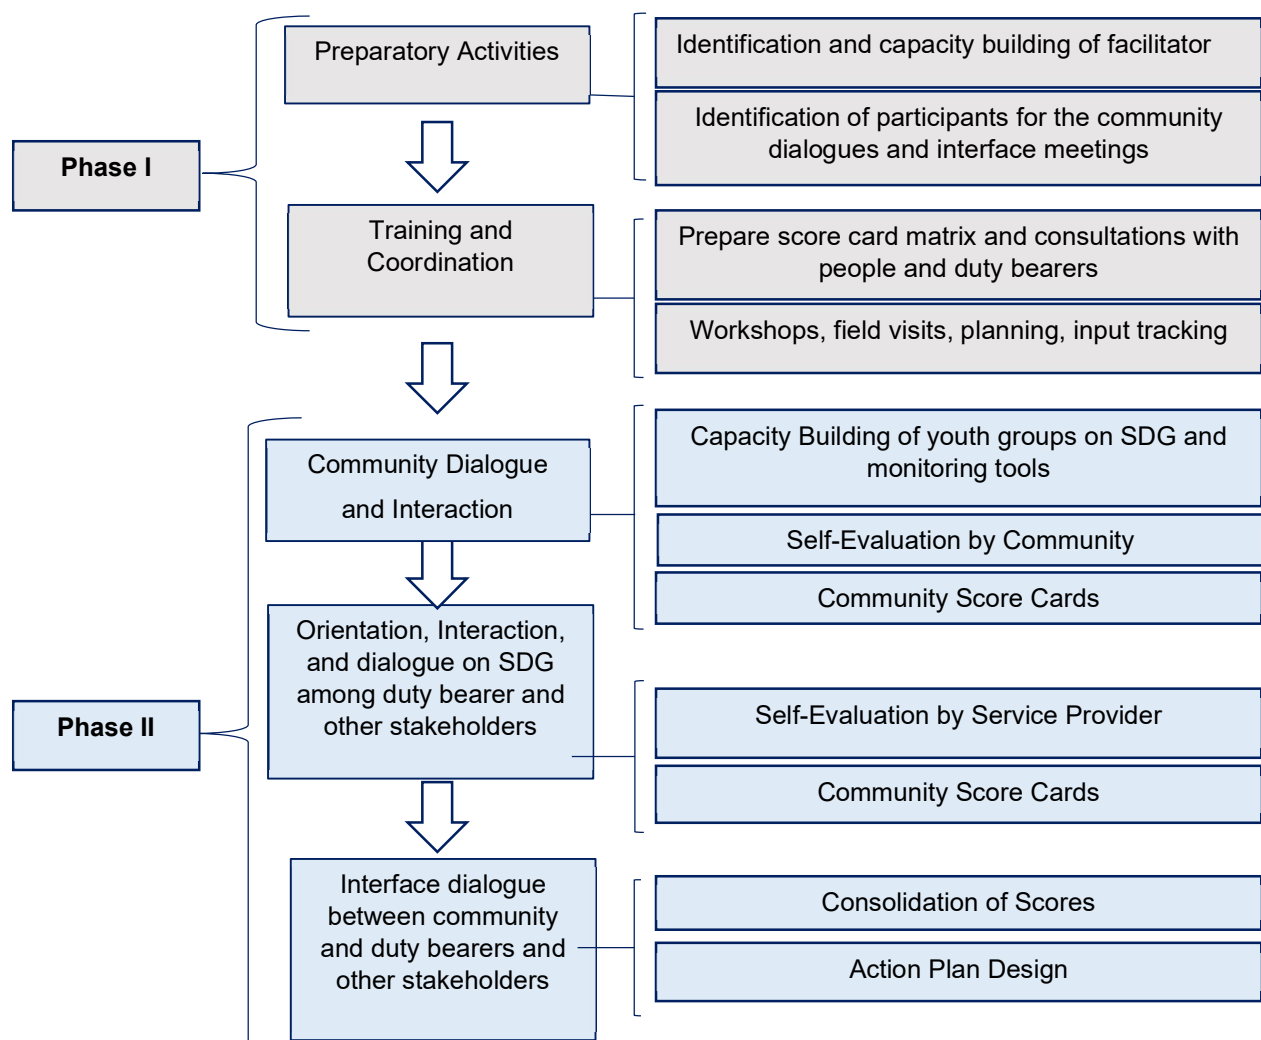 Phase I
Preparatory Activities
Identification and capacity building of facilitator
Identification of participants for the community
dialogues and interface meetings
Training and
Coordination
Prepare score card matrix and consultations with
people and duty bearers
Workshops, field visits, planning, input tracking
Phase II
Community Dialogue
and Interaction
Capacity Building of youth groups on SDG and
monitoring tools
Self-Evaluation by Community
Community Score Cards
Orientation, Interaction,
and dialogue on SDG
among duty bearer and
other stakeholders
Self-Evaluation by Service Provider
Community Score Cards
Interface dialogue
between community
and duty bearers and
other stakeholders
Consolidation of Scores
Action Plan Design